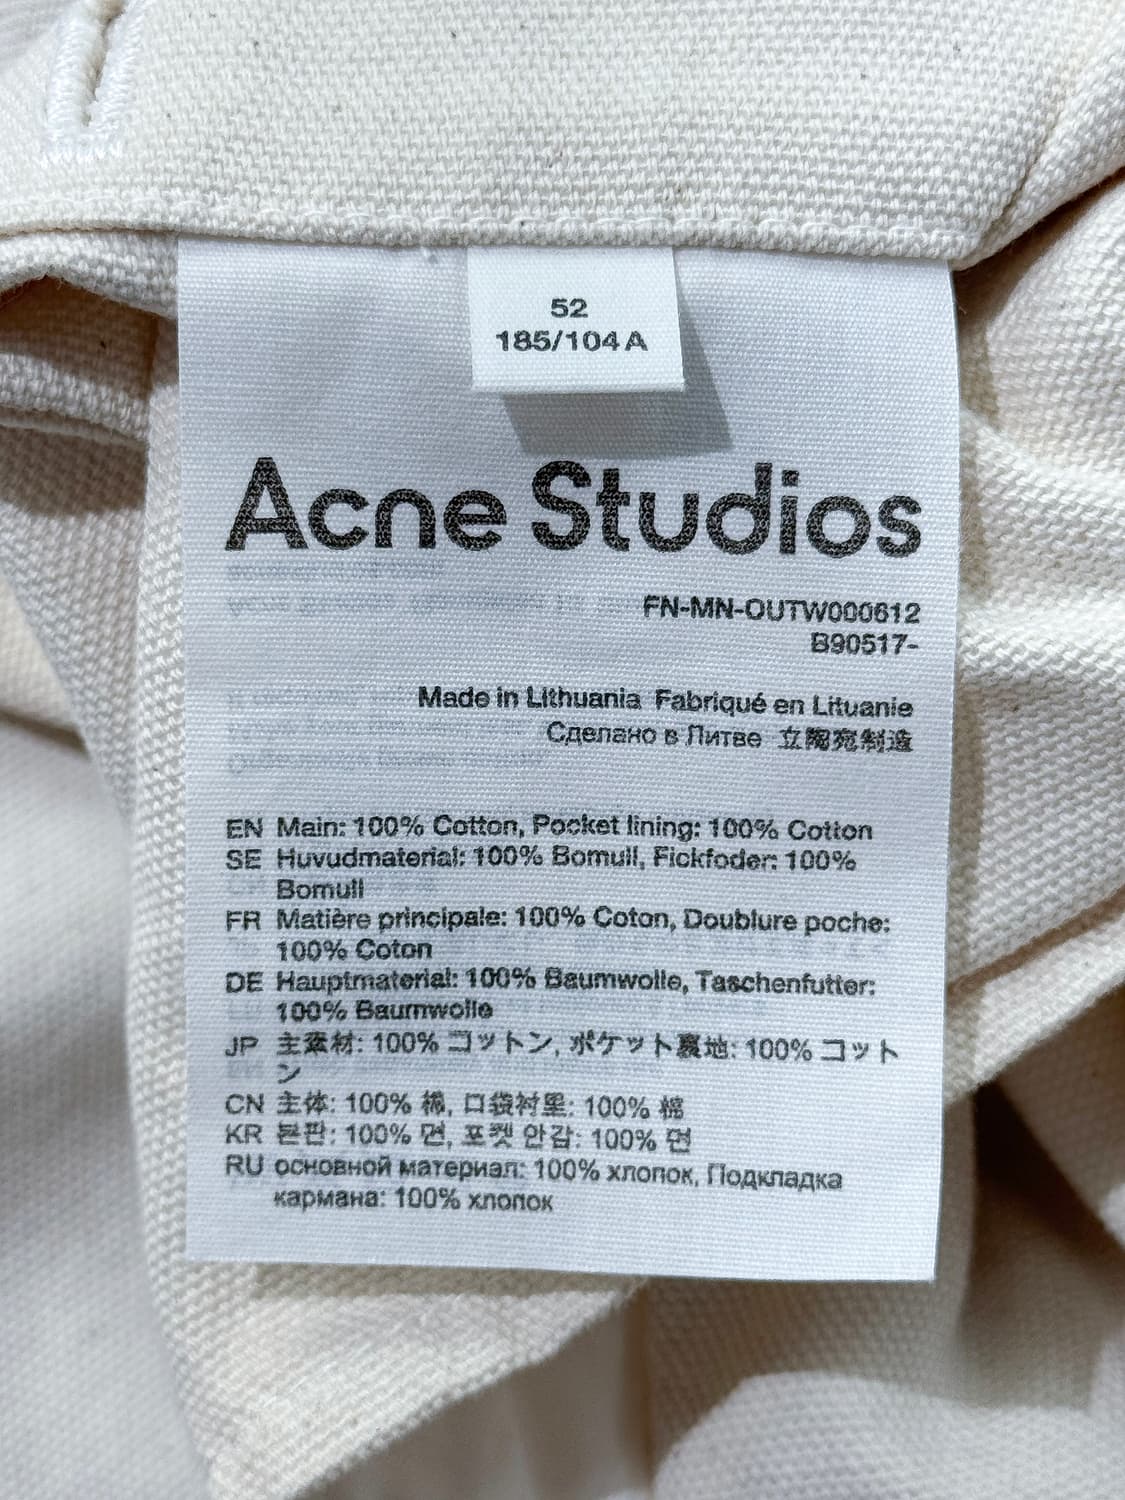 52
185/104A
Acne Studios
FN-MN-OUTW000612
B90517-
Made in Lithuania Fabriqué en Lituanie
Сделано в Литве 立陶宛制造
EN Main: 100% Cotton, Pocket lining: 100% Cotton
SE Huvudmaterial: 100% Bomull, Fickfoder: 100%
Bomull
FR Matière principale: 100% Coton, Doublure poche:
100% Coton
DE Hauptmaterial: 100% Baumwolle, Taschenfutter:
100% Baumwolle
JP 主素材: 100% コットン, ポケット裏地: 100% コット
ン
CN 主体: 100% 棉, 口袋衬里: 100% 棉
KR 본판: 100% 면, 포켓 안감: 100% 면
RU основной материал: 100% хлопок, Подкладка
кармана: 100% хлопок